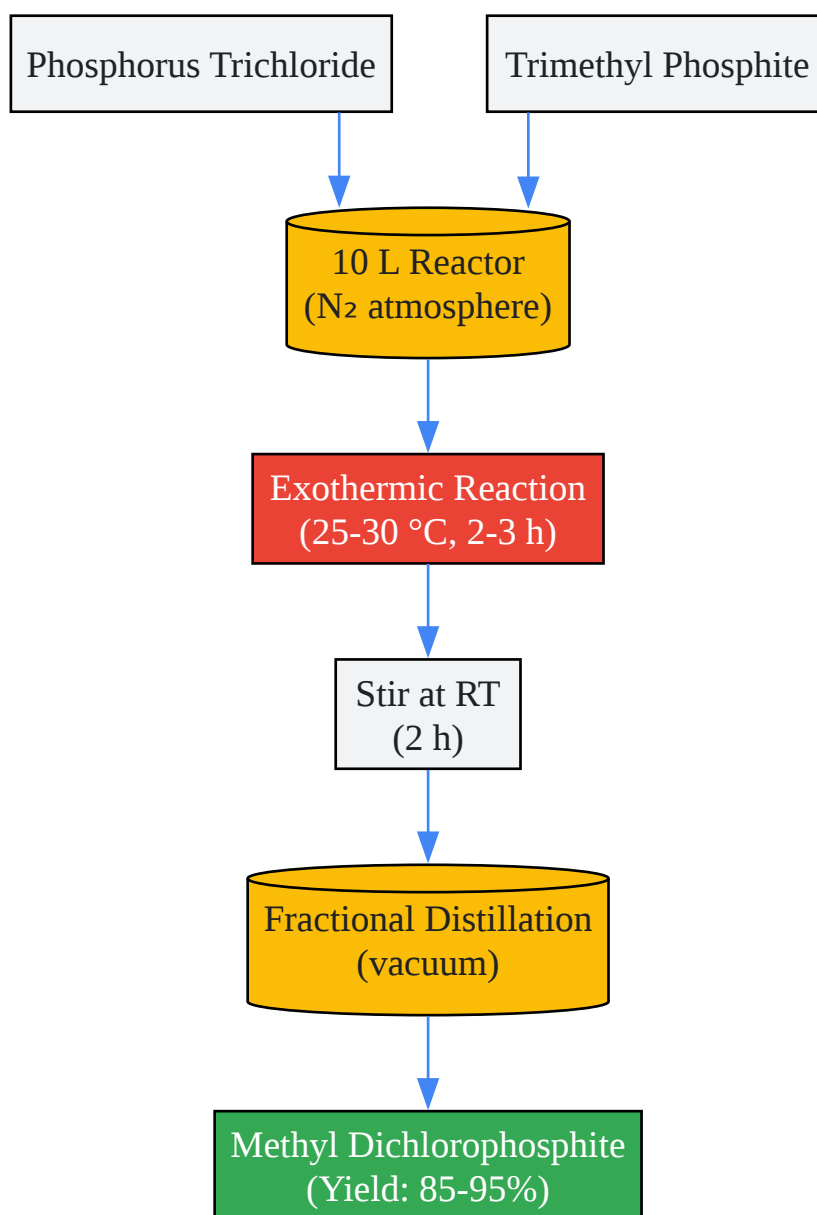 Phosphorus Trichloride
Trimethyl Phosphite
10 L Reactor
(N₂ atmosphere)
Exothermic Reaction
(25-30 °C, 2-3 h)
Stir at RT
(2 h)
Fractional Distillation
(vacuum)
Methyl Dichlorophosphite
(Yield: 85-95%)